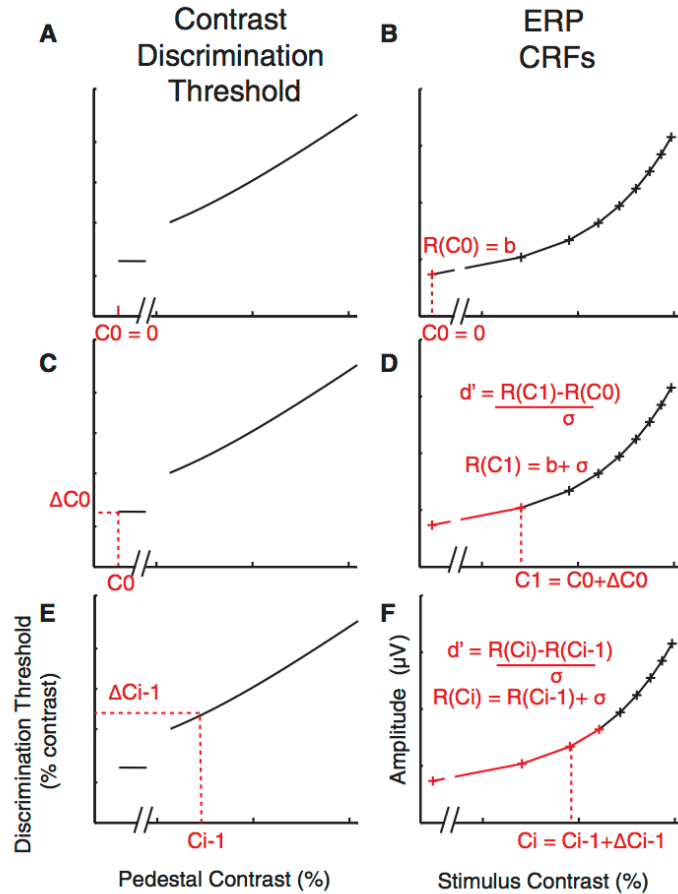 Contrast
Discrimination
Threshold
ERP
CRFs
A
B
R(C0) = b
C0 = 0
C0 = 0
C
D
d' = R(C1)-R(C0)
σ
R(C1) = b+ σ
ΔC0
C0
C1 = C0+ΔC0
E
F
d' = R(Ci)-R(Ci-1)
σ
R(Ci) = R(Ci-1)+ σ
ΔCi-1
Ci-1
Ci = Ci-1+ΔCi-1
Discrimination Threshold
(% contrast)
Amplitude (μV)
Pedestal Contrast (%)
Stimulus Contrast (%)